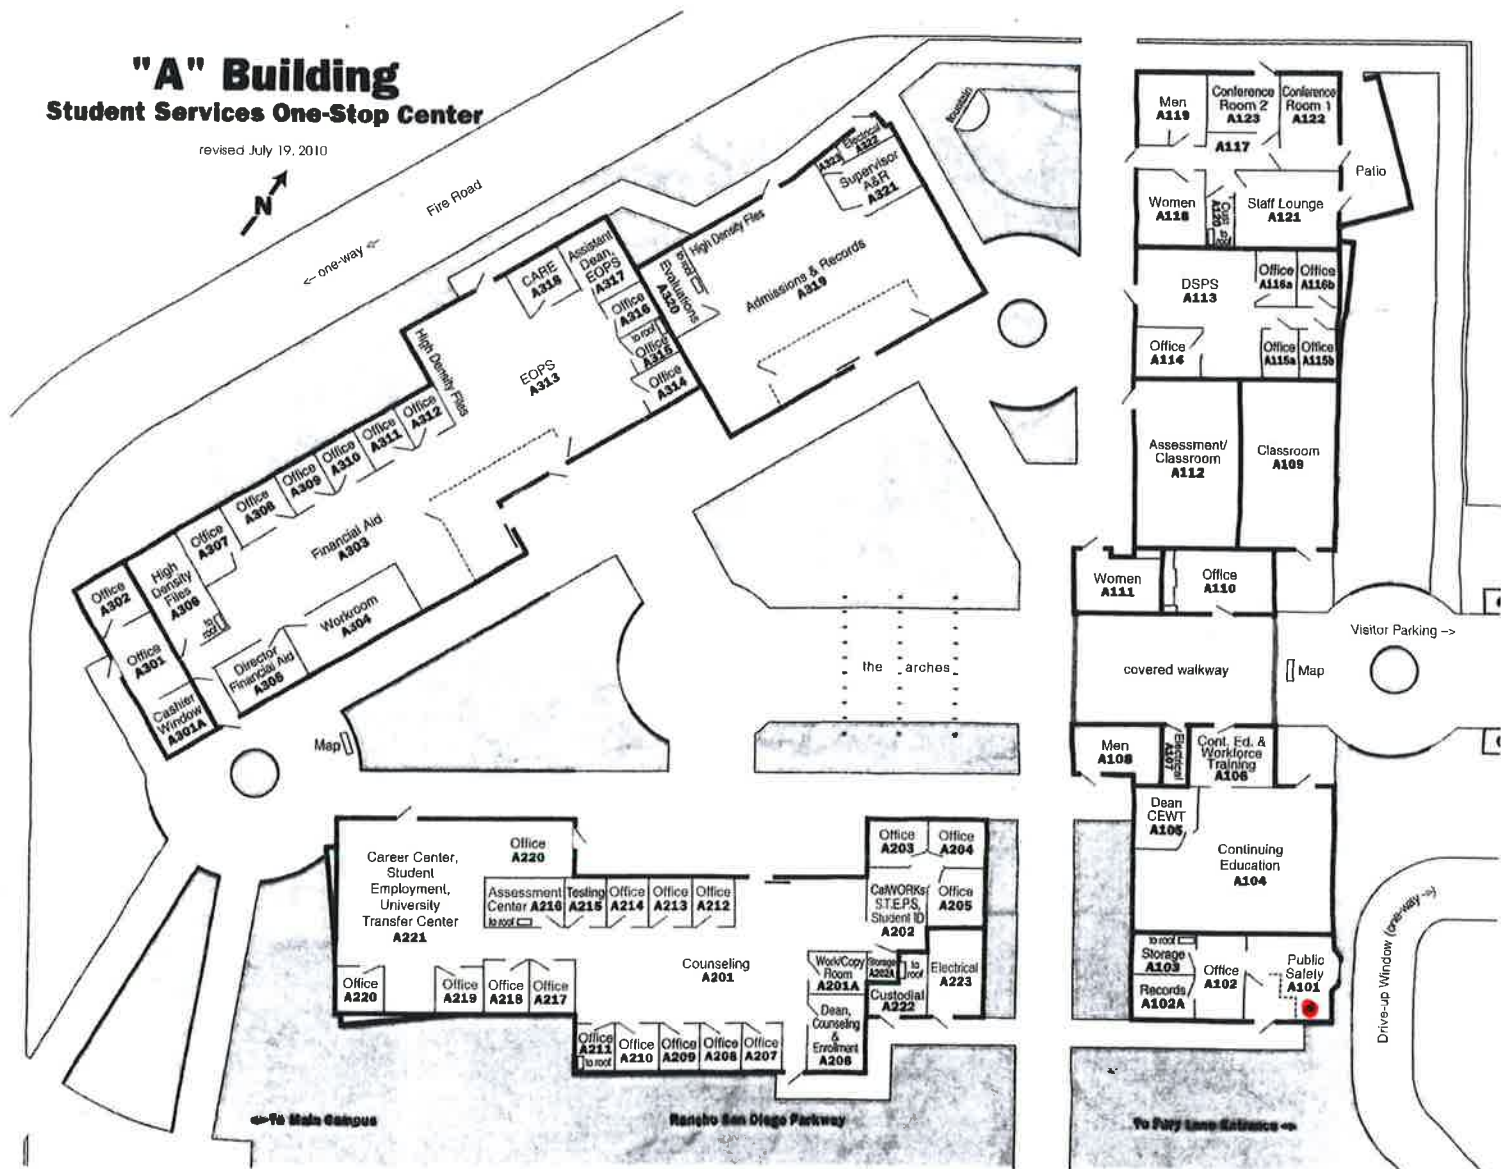 "A" Building
Student Services One-Stop Center
revised July 19, 2010
N
Fire Road
<-- one-way <--
fountain
Electrical
A322
A323
Supervisor
A&R
A321
High Density Files
to roof
Evaluations
A320
Admissions & Records
A319
CARE
A318
Assistant
Dean,
EOPS
A317
Office
A316
to roof
Office
A315
Office
A314
EOPS
A313
High Density Files
Office
A312
Office
A311
Office
A310
Office
A309
Office
A308
Office
A307
Financial Aid
A303
High
Density
Files
A306
to
roof
Workroom
A304
Director
Financial Aid
A305
Office
A302
Office
A301
Cashier
Window
A301A
Map
Men
A119
Conference
Room 2
A123
Conference
Room 1
A122
A117
Patio
Women
A118
Cust
A120
to
roof
Staff Lounge
A121
DSPS
A113
Office
A116a
Office
A116b
Office
A114
Office
A115a
Office
A115b
Assessment/
Classroom
A112
Classroom
A109
Women
A111
Office
A110
covered walkway
Map
Visitor Parking -->
the arches
Men
A108
Electrical
A107
Cont. Ed. &
Workforce
Training
A106
Dean
CEWT
A105
Continuing
Education
A104
to roof
Storage
A103
Records
A102A
Office
A102
Public
Safety
A101
Drive-up Window (one-way -->)
Career Center,
Student
Employment,
University
Transfer Center
A221
Office
A220
Assessment
Center A216
to roof
Testing
A215
Office
A214
Office
A213
Office
A212
Office
A203
Office
A204
CalWORKs
S.T.E.P.S,
Student ID
A202
Office
A205
Counseling
A201
Work/Copy
Room
A201A
Storage
A202A
to
roof
Electrical
A223
Custodial
A222
Dean,
Counseling
&
Enrollment
A206
Office
A220
Office
A219
Office
A218
Office
A217
Office
A211
to roof
Office
A210
Office
A209
Office
A208
Office
A207
<--To Main Campus
Rancho San Diego Parkway
To Fury Lane Entrance -->